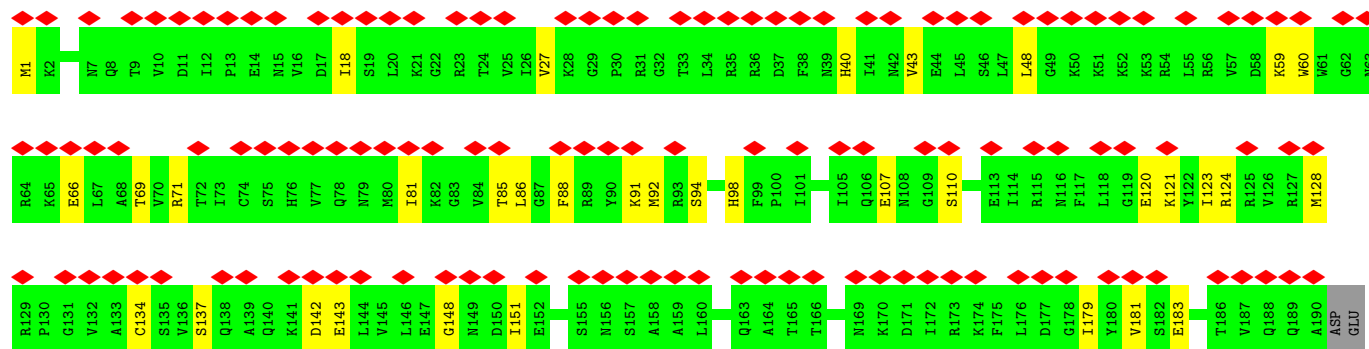 M1 K2 N7 Q8 T9 V10 D11 I12 P13 E14 N15 V16 D17 I18 S19 L20 K21 G22 R23 T24 V25 I26 V27 K28 G29 P30 R31 G32 T33 L34 R35 R36 D37 F38 N39 H40 I41 N42 V43 E44 L45 S46 L47 L48 G49 K50 K51 K52 K53 R54 L55 R56 V57 D58 K59 W60 W61 G62 N63
R64 K65 E66 L67 A68 T69 V70 R71 T72 I73 C74 S75 H76 V77 Q78 N79 M80 I81 K82 G83 V84 T85 L86 G87 F88 R89 Y90 K91 M92 R93 S94 H98 F99 P100 I101 I105 Q106 E107 N108 G109 S110 E113 I114 R115 N116 F117 L118 G119 E120 K121 Y122 I123 R124 R125 V126 R127 M128
R129 P130 G131 V132 A133 C134 S135 V136 S137 Q138 A139 Q140 K141 D142 E143 L144 V145 L146 E147 G148 N149 D150 I151 E152 S155 N156 S157 A158 A159 L160 Q163 A164 T165 T166 N169 K170 D171 I172 R173 K174 F175 L176 D177 G178 I179 Y180 V181 S182 E183 T186 V187 Q188 Q189 A190 ASP GLU